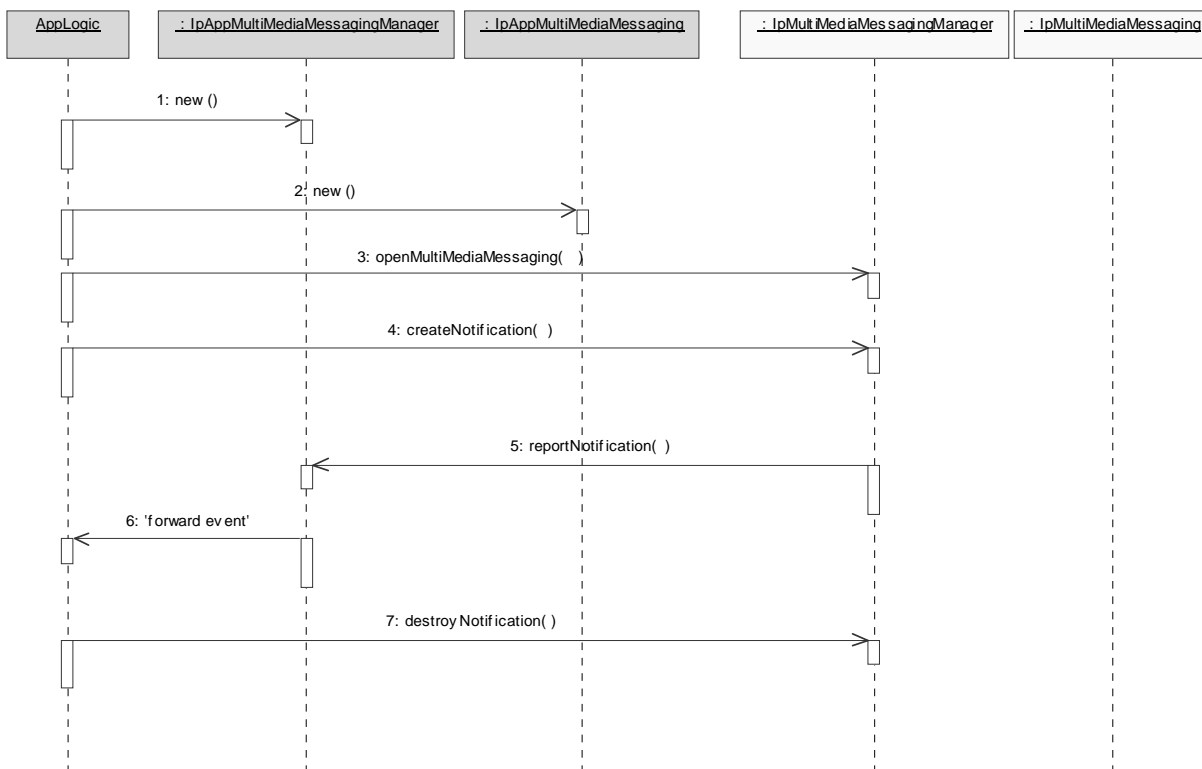 AppLogic
: IpAppMultiMediaMessagingManager
: IpAppMultiMediaMessaging
: IpMultiMediaMessagingManager
: IpMultiMediaMessaging
1: new ()
2: new ()
3: openMultiMediaMessaging( )
4: createNotification( )
5: reportNotification( )
6: 'forward event'
7: destroyNotification( )